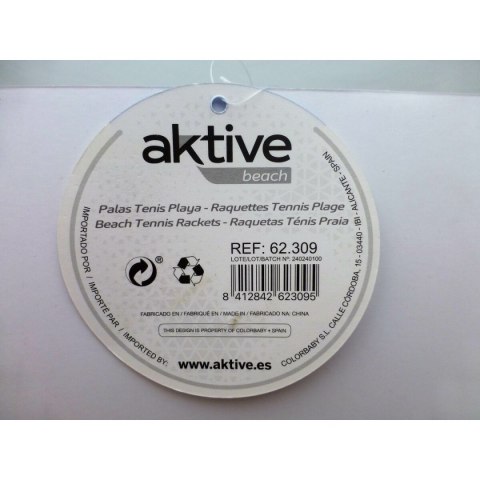 aktive
beach
Palas Tenis Playa - Raquettes Tennis Plage
Beach Tennis Rackets - Raquetas Ténis Praia
REF: 62.309
LOTE/LOT/BATCH Nº: 240240100
8 412842 623095
FABRICADO EN / FABRIQUÉ EN / MADE IN / FABRICADO NA: CHINA
THIS DESIGN IS PROPERTY OF COLORBABY • SPAIN
www.aktive.es
IMPORTADO POR / IMPORTÉ PAR / IMPORTED BY:
COLORBABY S.L. CALLE CÓRDOBA, 15 - 03440 - IBI - ALICANTE - SPAIN